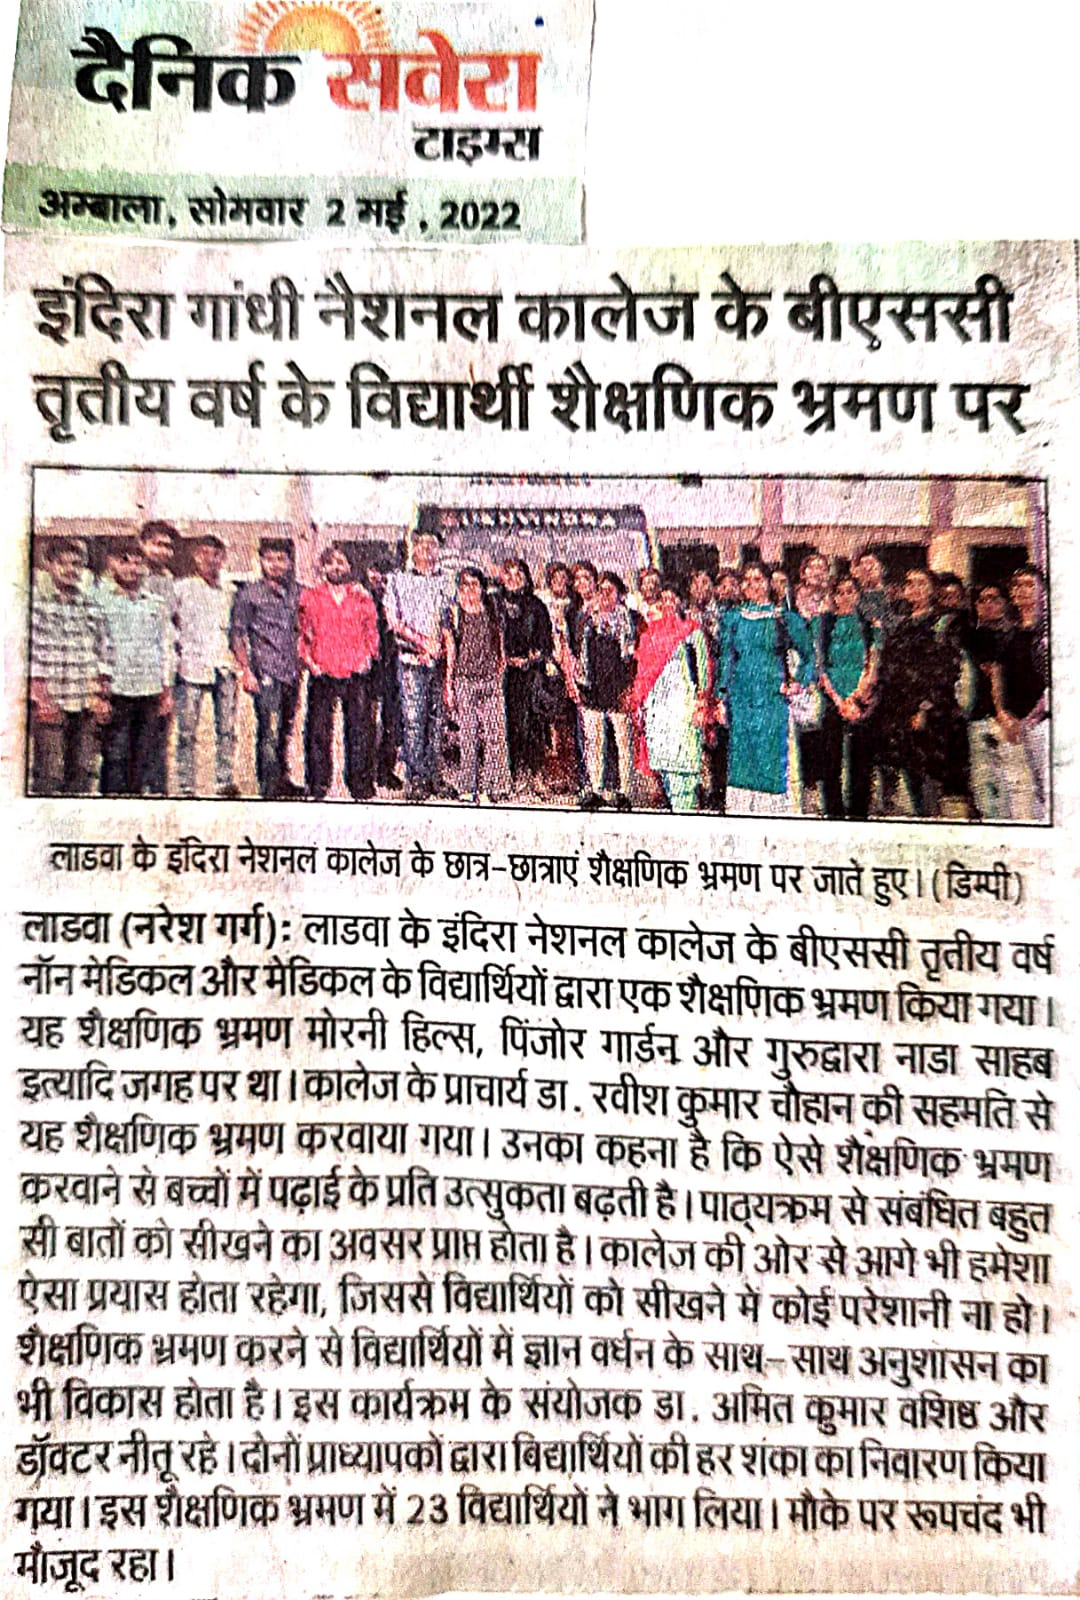 दैनिक सवेरा
टाइम्स
अम्बाला, सोमवार 2 मई , 2022
इंदिरा गांधी नैशनल कालेज के बीएससी
तृतीय वर्ष के विद्यार्थी शैक्षणिक भ्रमण पर
लाडवा के इंदिरा नेशनल कालेज के छात्र-छात्राएं शैक्षणिक भ्रमण पर जाते हुए। (डिम्पी)
लाडवा (नरेश गर्ग): लाडवा के इंदिरा नेशनल कालेज के बीएससी तृतीय वर्ष
नॉन मेडिकल और मेडिकल के विद्यार्थियों द्वारा एक शैक्षणिक भ्रमण किया गया।
यह शैक्षणिक भ्रमण मोरनी हिल्स, पिंजोर गार्डन और गुरुद्वारा नाडा साहब
इत्यादि जगह पर था। कालेज के प्राचार्य डा. रवीश कुमार चौहान की सहमति से
यह शैक्षणिक भ्रमण करवाया गया। उनका कहना है कि ऐसे शैक्षणिक भ्रमण
करवाने से बच्चों में पढ़ाई के प्रति उत्सुकता बढ़ती है। पाठ्यक्रम से संबंधित बहुत
सी बातों को सीखने का अवसर प्राप्त होता है। कालेज की ओर से आगे भी हमेशा
ऐसा प्रयास होता रहेगा, जिससे विद्यार्थियों को सीखने में कोई परेशानी ना हो।
शैक्षणिक भ्रमण करने से विद्यार्थियों में ज्ञान वर्धन के साथ-साथ अनुशासन का
भी विकास होता है। इस कार्यक्रम के संयोजक डा. अमित कुमार वशिष्ठ और
डॉक्टर नीतू रहे। दोनों प्राध्यापकों द्वारा बिद्यार्थियों की हर शंका का निवारण किया
गया। इस शैक्षणिक भ्रमण में 23 विद्यार्थियों ने भाग लिया। मौके पर रूपचंद भी
मौजूद रहा।